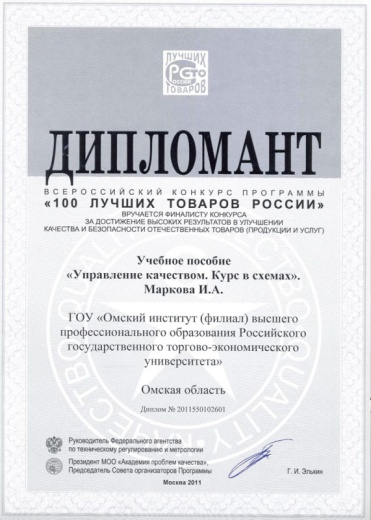 ЛУЧШИХ
СТО
РОССИИ
ТОВАРОВ
ДИПЛОМАНТ
ВСЕРОССИЙСКИЙ КОНКУРС ПРОГРАММЫ
«100 ЛУЧШИХ ТОВАРОВ РОССИИ»
ВРУЧАЕТСЯ ФИНАЛИСТУ КОНКУРСА
ЗА ДОСТИЖЕНИЕ ВЫСОКИХ РЕЗУЛЬТАТОВ В УЛУЧШЕНИИ
КАЧЕСТВА И БЕЗОПАСНОСТИ ОТЕЧЕСТВЕННЫХ ТОВАРОВ (ПРОДУКЦИИ И УСЛУГ)
Учебное пособие
«Управление качеством. Курс в схемах».
Маркова И.А.
ГОУ «Омский институт (филиал) высшего
профессионального образования Российского
государственного торгово-экономического
университета»
Омская область
Диплом № 2011550102601
Руководитель Федерального агентства
по техническому регулированию и метрологии
Президент МОО «Академия проблем качества»,
Председатель Совета организаторов Программы
Г. И. Элькин
Москва 2011
QUALITY